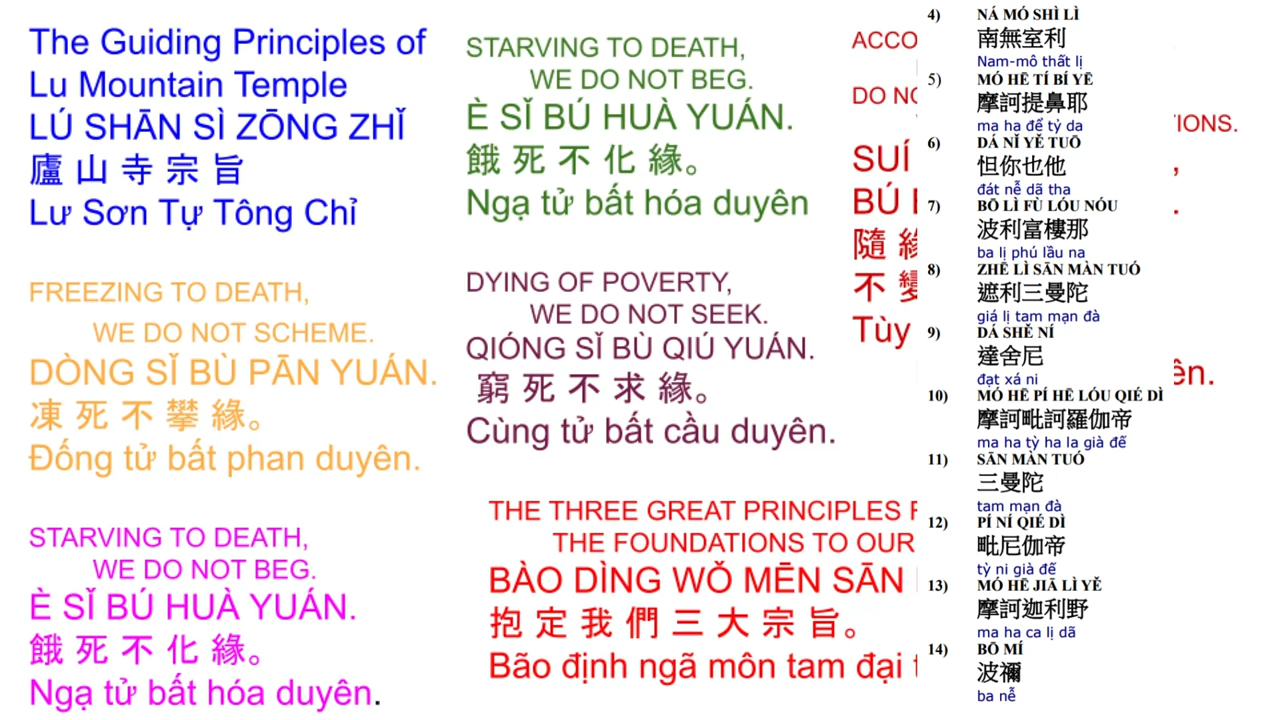 The Guiding Principles of
Lu Mountain Temple
LÚ SHĀN SÌ ZŌNG ZHǏ
廬 山 寺 宗 旨
Lư Sơn Tự Tông Chỉ
FREEZING TO DEATH,
WE DO NOT SCHEME.
DÒNG SǏ BÙ PĀN YUÁN.
凍 死 不 攀 緣。
Đống tử bất phan duyên.
STARVING TO DEATH,
WE DO NOT BEG.
È SǏ BÚ HUÀ YUÁN.
餓 死 不 化 緣。
Ngạ tử bất hóa duyên.
STARVING TO DEATH,
WE DO NOT BEG.
È SǏ BÚ HUÀ YUÁN.
餓 死 不 化 緣。
Ngạ tử bất hóa duyên
DYING OF POVERTY,
WE DO NOT SEEK.
QIÓNG SǏ BÙ QIÚ YUÁN.
窮 死 不 求 緣。
Cùng tử bất cầu duyên.
THE THREE GREAT PRINCIPLES
THE FOUNDATIONS TO OUR
BÀO DÌNG WǑ MĒN SĀN
抱 定 我 們 三 大 宗 旨。
Bão định ngã môn tam đại
ACCO
DO NO
TIONS.
SUÍ
BÚ
隨 緣
不 變
Tùy
ên.
4) NÁ MÓ SHÌ LÌ
南無室利
Nam-mô thất lị
5) MÓ HĒ TÍ BÍ YĒ
摩訶提鼻耶
ma ha để tỷ da
6) DÁ NǏ YĚ TUŌ
怛你也他
đát nễ dã tha
7) BŌ LÌ FÙ LÓU NÓU
波利富樓那
ba lị phú lầu na
8) ZHĒ LÌ SĀN MÀN TUÓ
遮利三曼陀
giá lị tam mạn đà
9) DÁ SHĚ NÍ
達舍尼
đạt xá ni
10) MÓ HĒ PÍ HĒ LÓU QIÉ DÌ
摩訶毗訶羅伽帝
ma ha tỳ ha la già đế
11) SĀN MÀN TUÓ
三曼陀
tam mạn đà
12) PÍ NÍ QIÉ DÌ
毗尼伽帝
tỳ ni già đế
13) MÓ HĒ JIĀ LÌ YĚ
摩訶迦利野
ma ha ca lị dã
14) BŌ MÍ
波禰
ba nễ